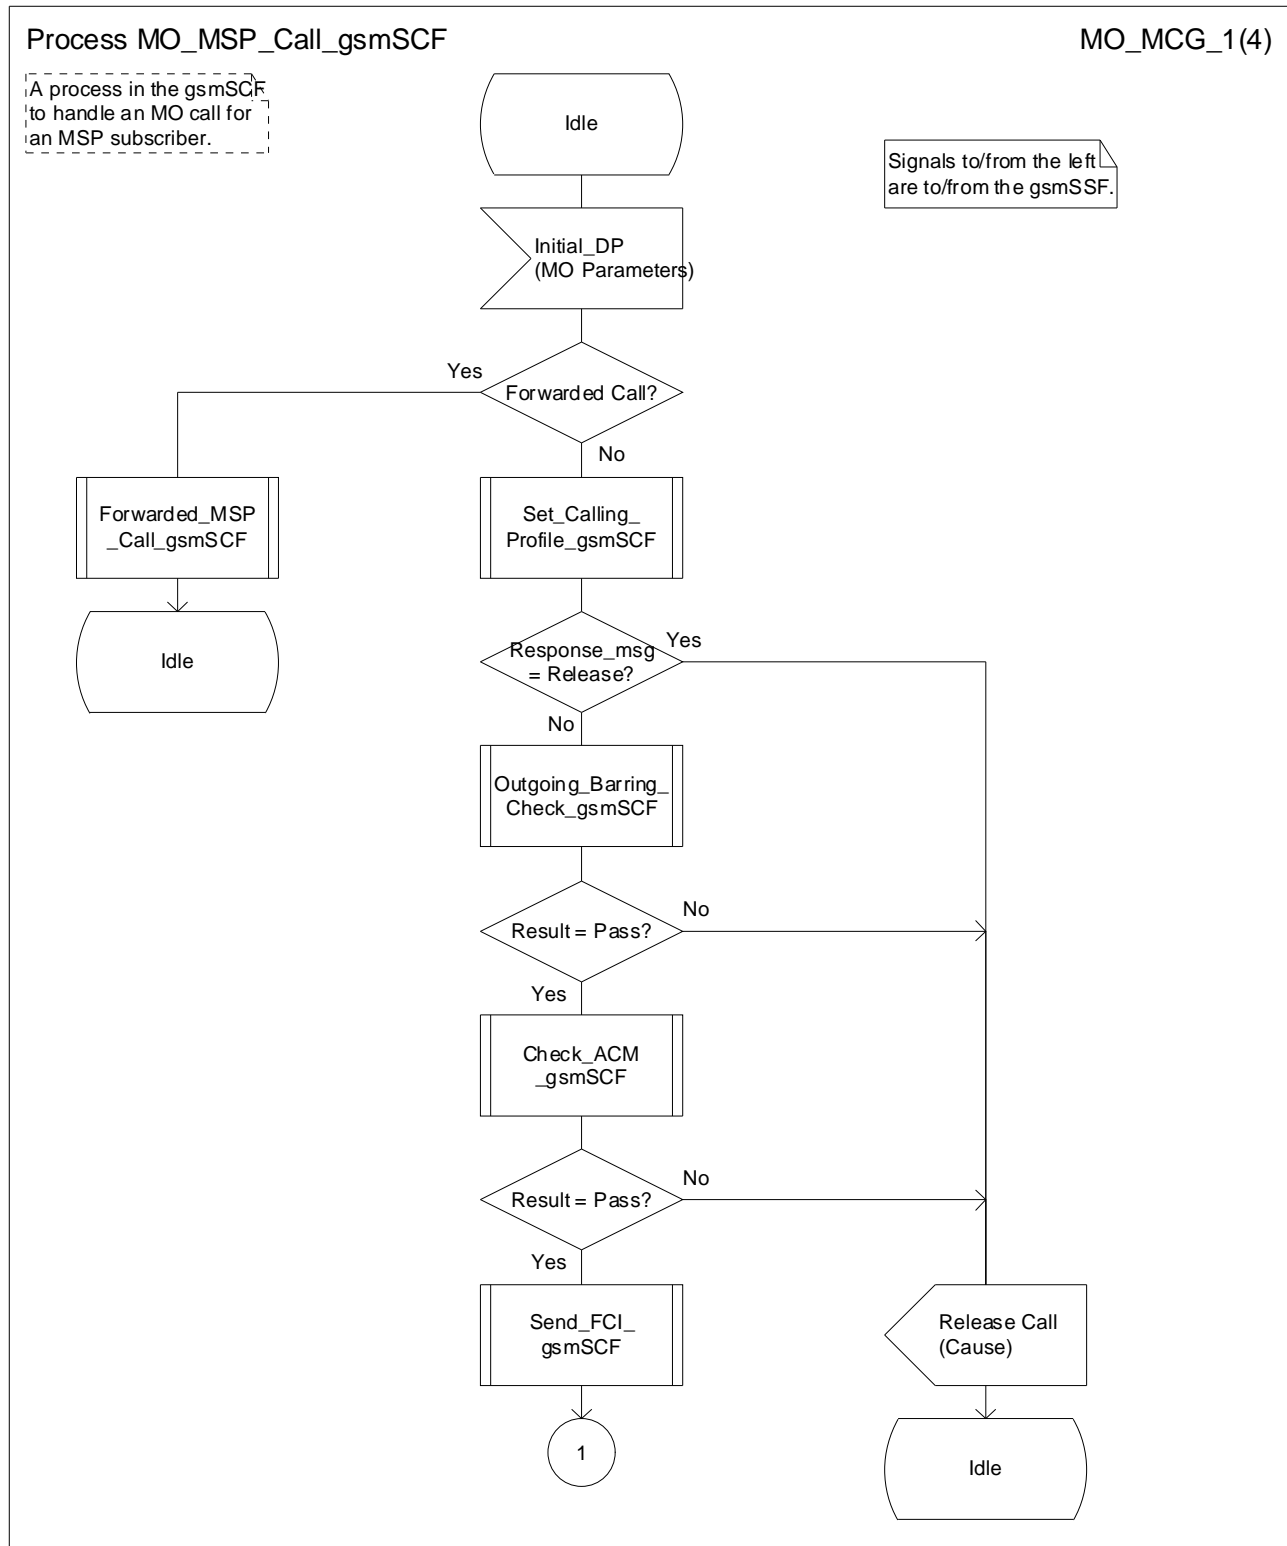 Process MO_MSP_Call_gsmSCF
MO_MCG_1(4)
A process in the gsmSCF
to handle an MO call for
an MSP subscriber.
Idle
Signals to/from the left
are to/from the gsmSSF.
Initial_DP
(MO Parameters)
Yes
Forwarded Call?
No
Forwarded_MSP
_Call_gsmSCF
Set_Calling_
Profile_gsmSCF
Idle
Response_msg
= Release?
Yes
No
Outgoing_Barring_
Check_gsmSCF
Result = Pass?
No
Yes
Check_ACM
_gsmSCF
Result = Pass?
No
Yes
Send_FCI_
gsmSCF
Release Call
(Cause)
1
Idle